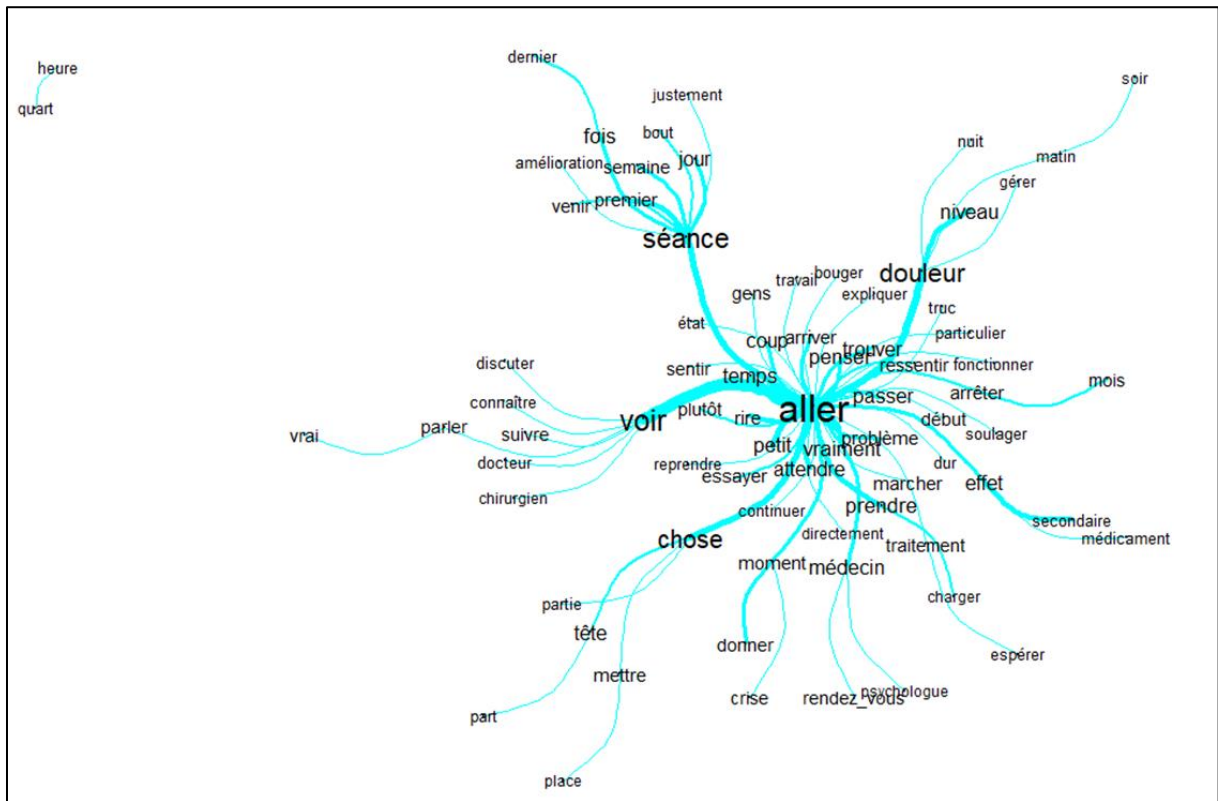 dernier
heure
soir
justement
quart
bout
fois
nuit
matin
amélioration
semaine
jour
gérer
venir
premier
niveau
séance
douleur
travail
bouger
gens
expliquer
truc
état
coup
arriver
penser
trouver
particulier
discuter
sentir
temps
ressentir
fonctionner
mois
connaître
plutôt
rire
aller
passer
arrêter
vrai
parler
suivre
voir
début
soulager
docteur
petit
vraiment
problème
reprendre
essayer
attendre
dur
chirurgien
marcher
effet
continuer
prendre
secondaire
chose
directement
médicament
traitement
moment
médecin
partie
charger
tête
donner
espérer
mettre
crise
rendez_vous
psychologue
part
place